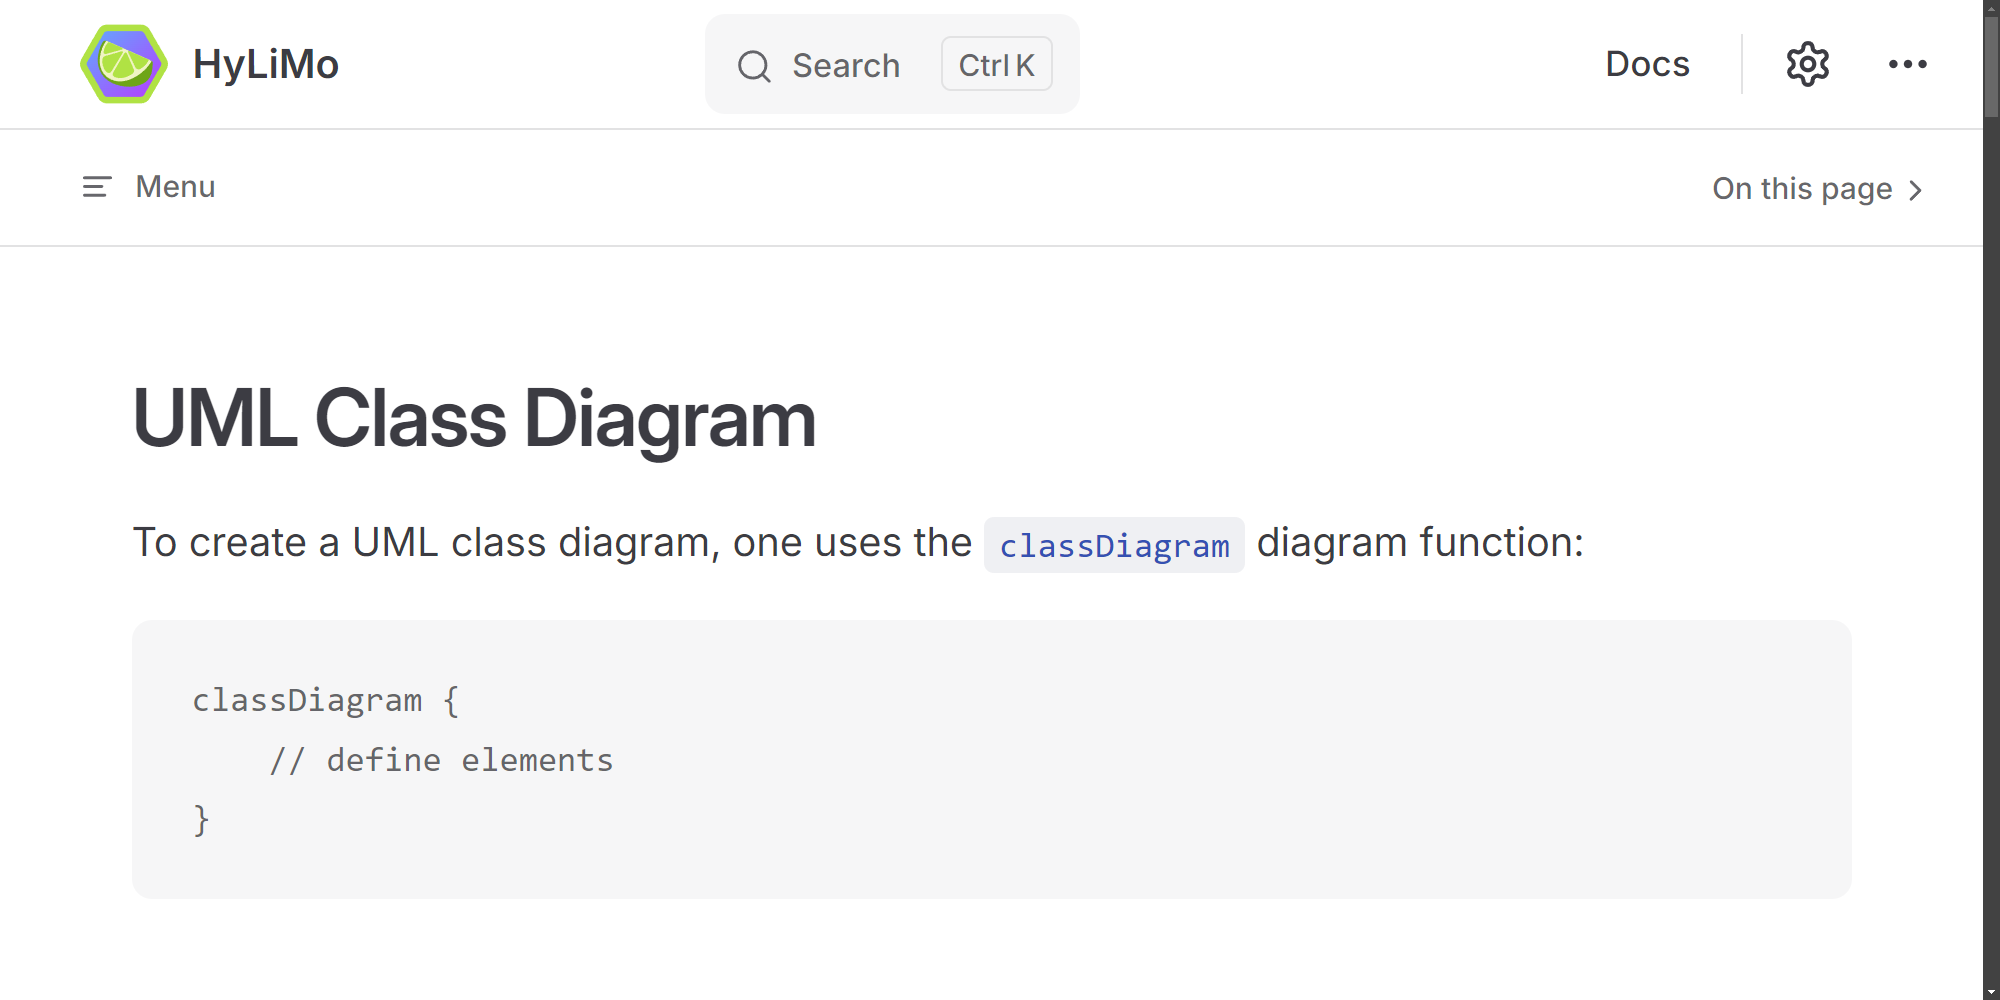 HyLiMo
Search Ctrl K
Docs
Menu
On this page
UML Class Diagram
To create a UML class diagram, one uses the classDiagram diagram function:
classDiagram {
    // define elements
}